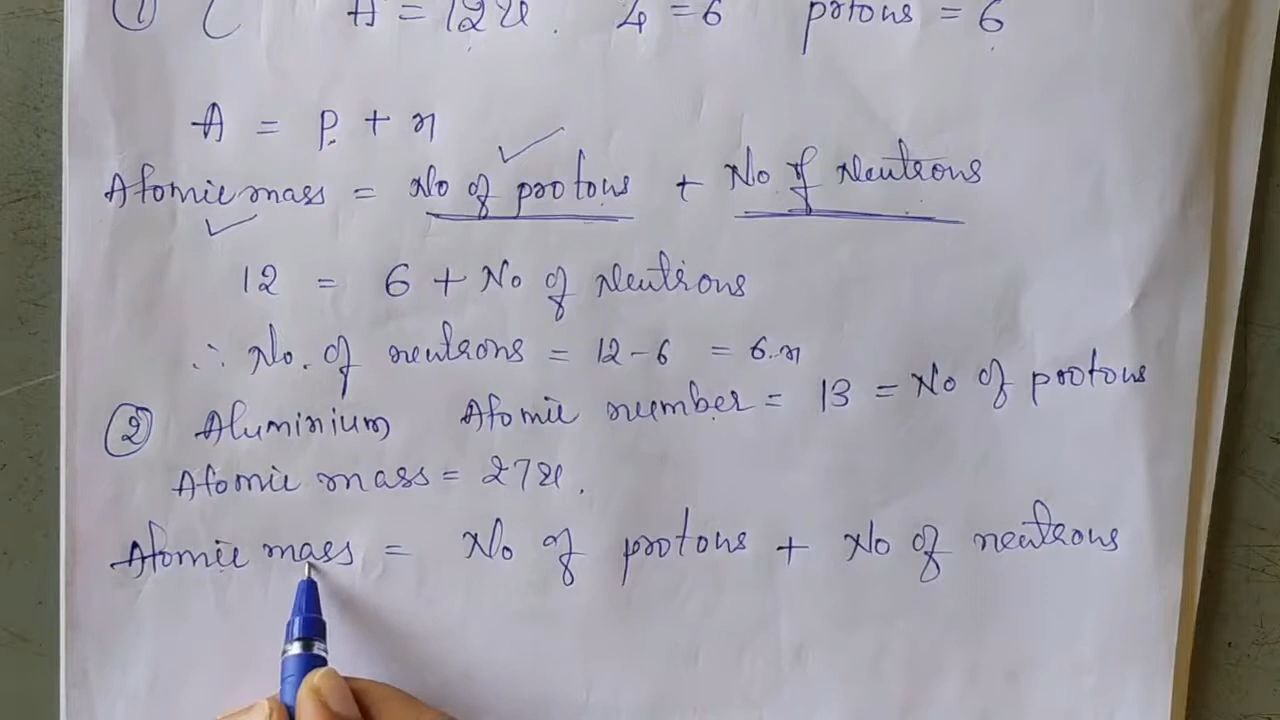 ① C A = 12u. Z = 6 protons = 6
A = P + n
Atomic mass = No of protons + No of Neutrons
12 = 6 + No of Neutrons
∴ No. of neutrons = 12 - 6 = 6.n
② Aluminium Atomic number = 13 = No of protons
Atomic mass = 27u.
Atomic mass = No of protons + No of neutrons